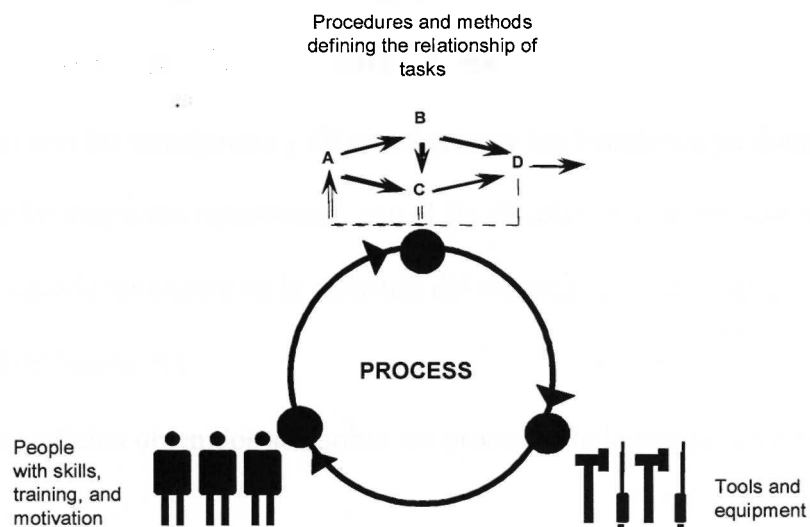 Procedures and methods
defining the relationship of
tasks
B
A
D
C
PROCESS
People
with skills,
training, and
motivation
Tools and
equipment